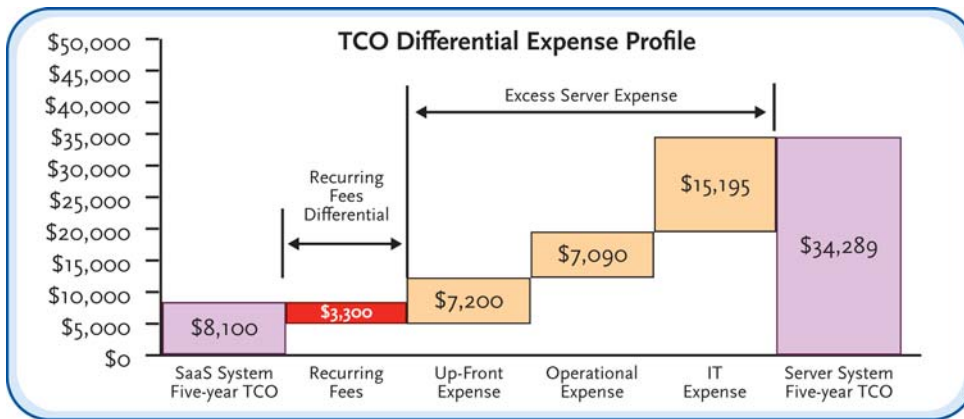 TCO Differential Expense Profile
$50,000
$45,000
$40,000
$35,000
$30,000
$25,000
$20,000
$15,000
$10,000
$5,000
$0
Excess Server Expense
Recurring
Fees
Differential
$8,100
$3,300
$7,200
$7,090
$15,195
$34,289
SaaS System
Five-year TCO
Recurring
Fees
Up-Front
Expense
Operational
Expense
IT
Expense
Server System
Five-year TCO